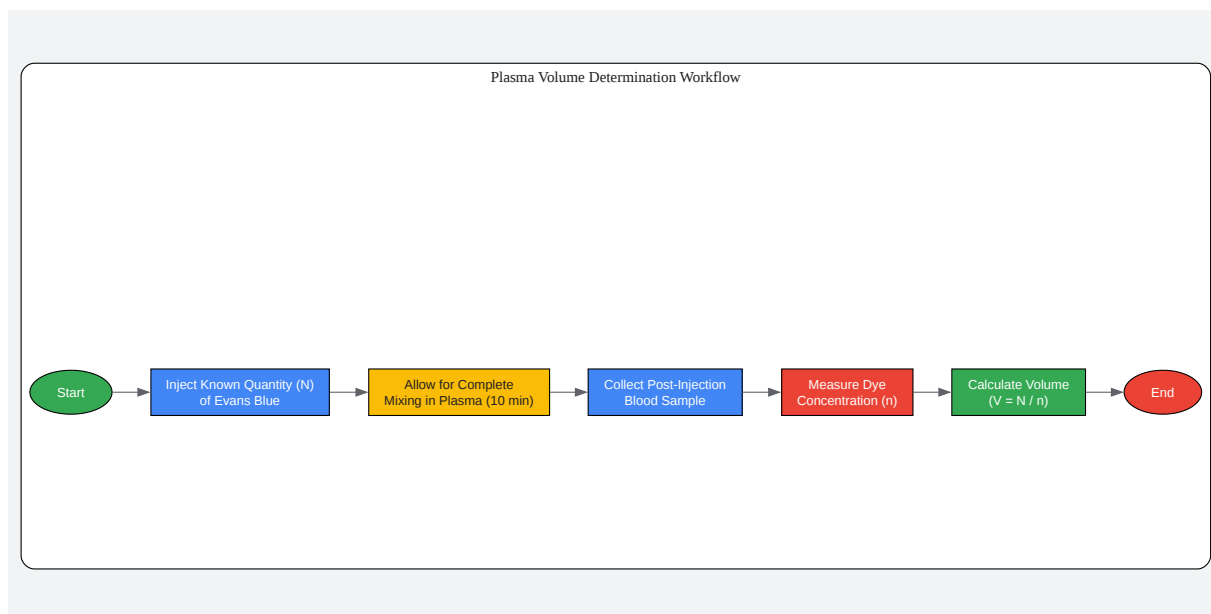 Plasma Volume Determination Workflow
Start
Inject Known Quantity (N)
of Evans Blue
Allow for Complete
Mixing in Plasma (10 min)
Collect Post-Injection
Blood Sample
Measure Dye
Concentration (n)
Calculate Volume
(V = N / n)
End